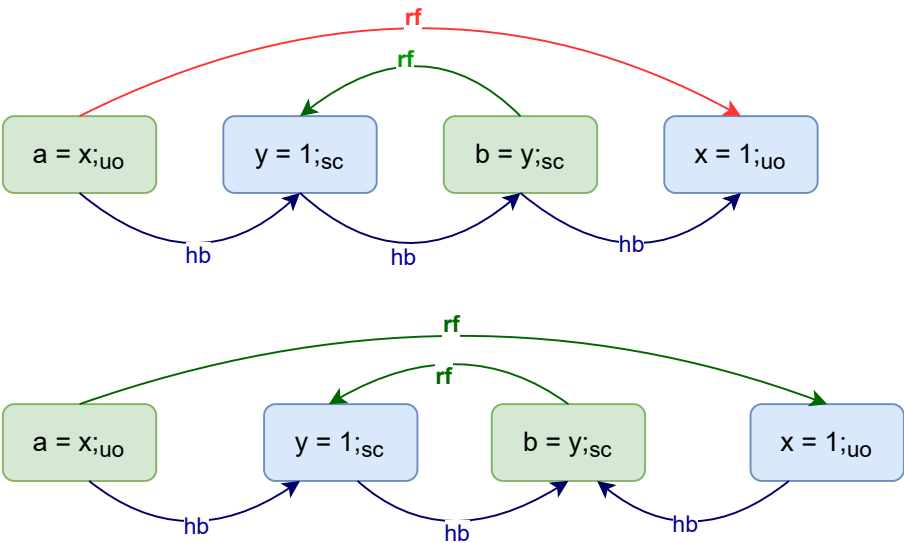 rf
rf
a = x;uo
y = 1;sc
b = y;sc
x = 1;uo
hb
hb
hb
rf
rf
a = x;uo
y = 1;sc
b = y;sc
x = 1;uo
hb
hb
hb